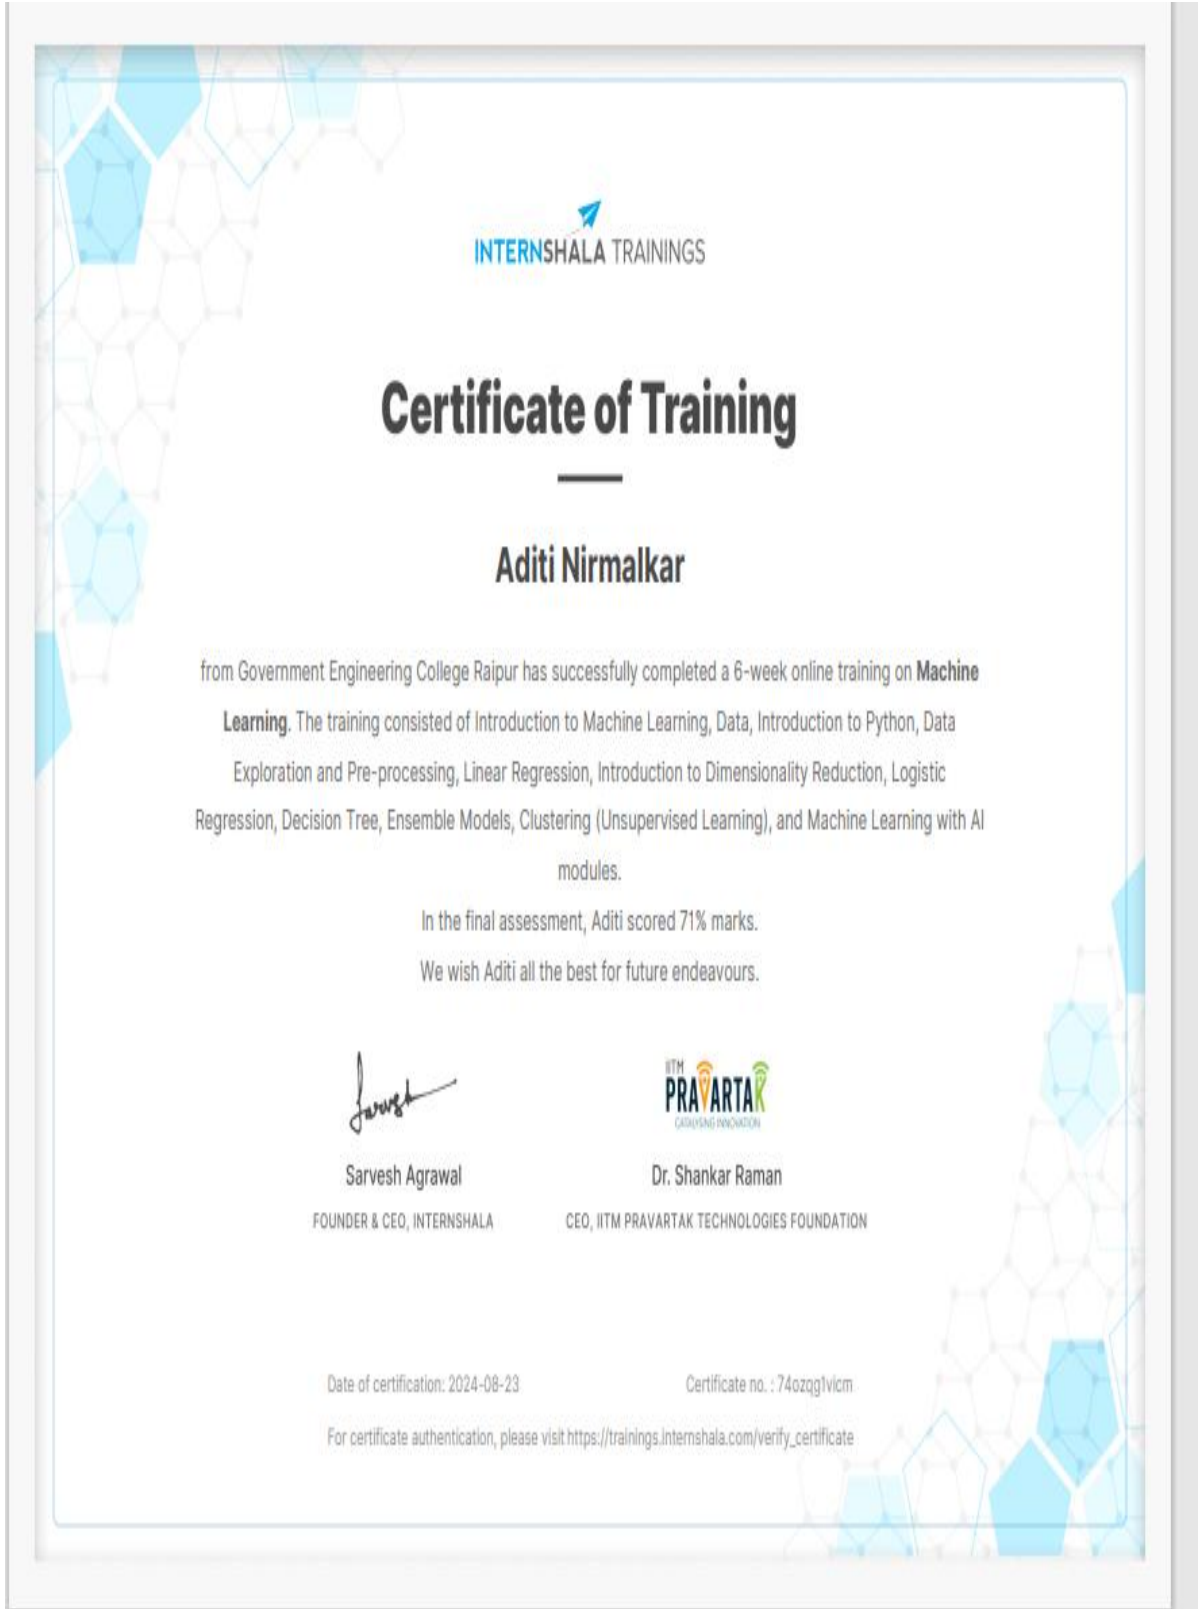 INTERNSHALA TRAININGS
Certificate of Training
Aditi Nirmalkar
from Government Engineering College Raipur has successfully completed a 6-week online training on Machine
Learning. The training consisted of Introduction to Machine Learning, Data, Introduction to Python, Data
Exploration and Pre-processing, Linear Regression, Introduction to Dimensionality Reduction, Logistic
Regression, Decision Tree, Ensemble Models, Clustering (Unsupervised Learning), and Machine Learning with AI
modules.
In the final assessment, Aditi scored 71% marks.
We wish Aditi all the best for future endeavours.
Sarvesh
IITM
PRAVARTAK
CATALYSING INNOVATION
Sarvesh Agrawal
Dr. Shankar Raman
FOUNDER & CEO, INTERNSHALA
CEO, IITM PRAVARTAK TECHNOLOGIES FOUNDATION
Date of certification: 2024-08-23
Certificate no. : 74ozqg1vicm
For certificate authentication, please visit https://trainings.internshala.com/verify_certificate